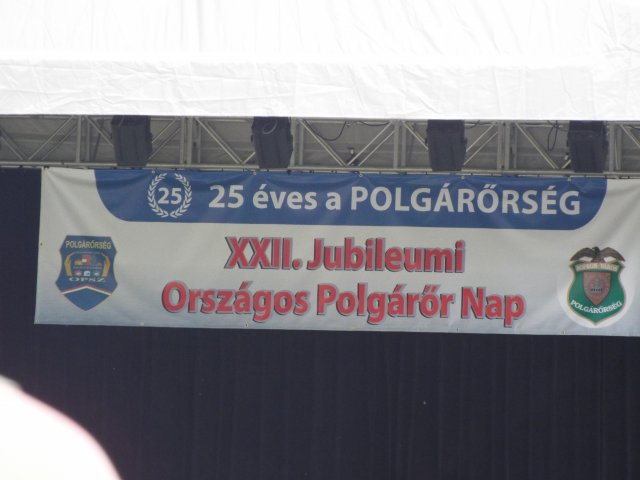 25
25 éves a POLGÁRŐRSÉG
XXII. Jubileumi
Országos Polgárőr Nap
POLGÁRŐRSÉG
OPSZ
POLGÁRŐRSÉG